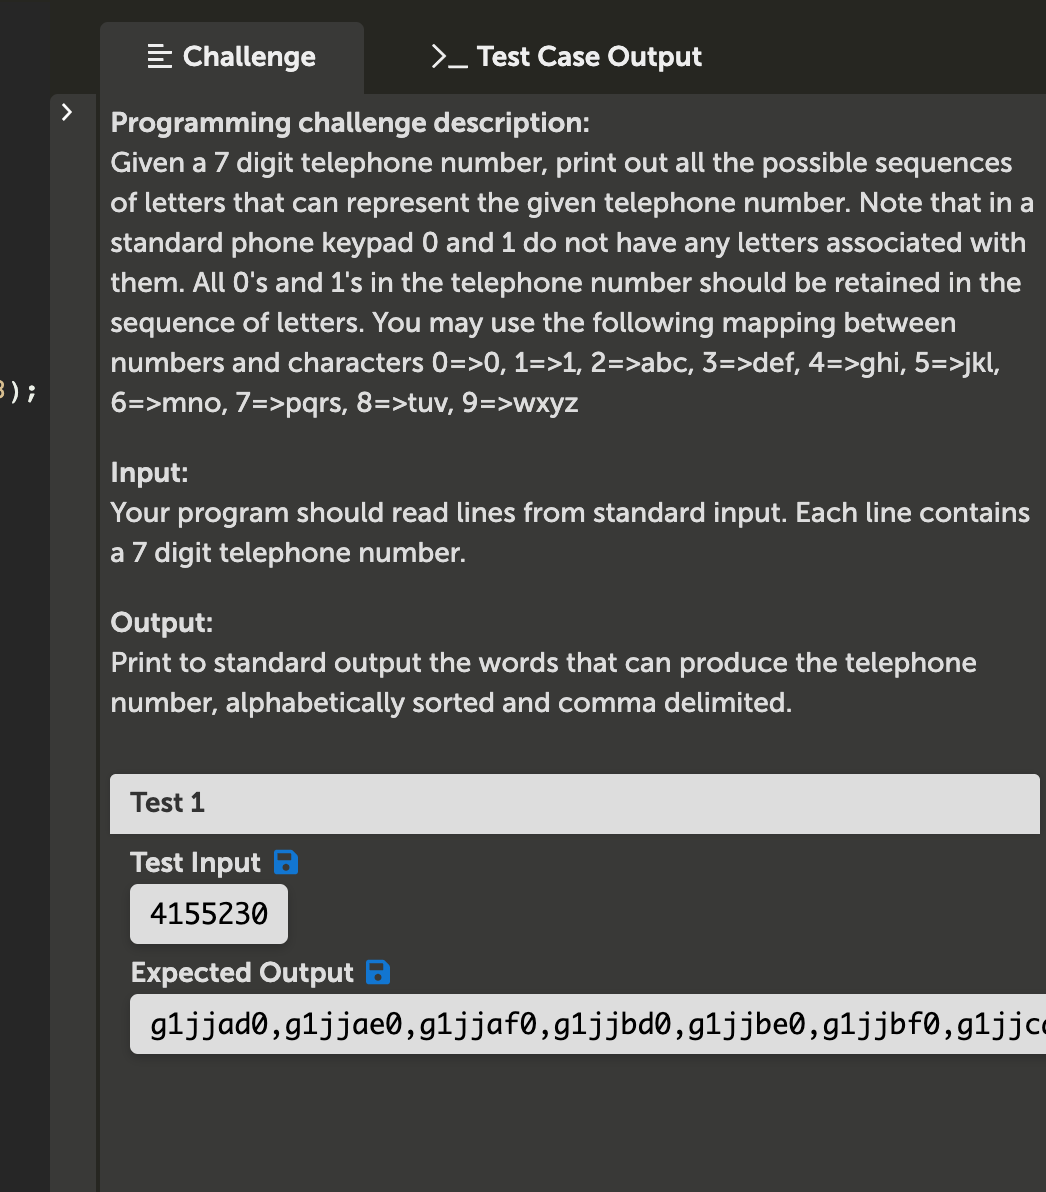 Challenge
Test Case Output
Programming challenge description:
Given a 7 digit telephone number, print out all the possible sequences
of letters that can represent the given telephone number. Note that in a
standard phone keypad 0 and 1 do not have any letters associated with
them. All 0's and 1's in the telephone number should be retained in the
sequence of letters. You may use the following mapping between
numbers and characters 0=>0, 1=>1, 2=>abc, 3=>def, 4=>ghi, 5=>jkl,
);
6=>mno, 7=>pqrs, 8=>tuv, 9=>wxyz
Input:
Your program should read lines from standard input. Each line contains
a 7 digit telephone number.
Output:
Print to standard output the words that can produce the telephone
number, alphabetically sorted and comma delimited.
Test 1
Test Input
4155230
Expected Output
g1jjad0,g1jjae0,g1jjaf0,g1jjbd0,g1jjbe0,g1jjbf0,g1jjc